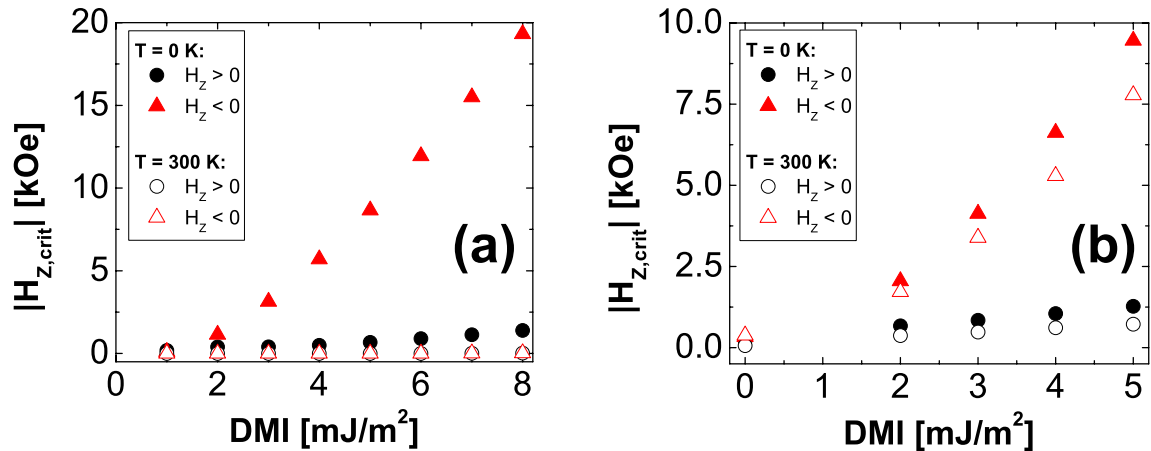 20
15
10
5
0
|H_Z,crit| [kOe]
T = 0 K:
H_Z > 0
H_Z < 0
T = 300 K:
H_Z > 0
H_Z < 0
(a)
0 2 4 6 8
DMI [mJ/m²]
10.0
7.5
5.0
2.5
0.0
|H_Z,crit| [kOe]
T = 0 K:
H_Z > 0
H_Z < 0
T = 300 K:
H_Z > 0
H_Z < 0
(b)
0 1 2 3 4 5
DMI [mJ/m²]